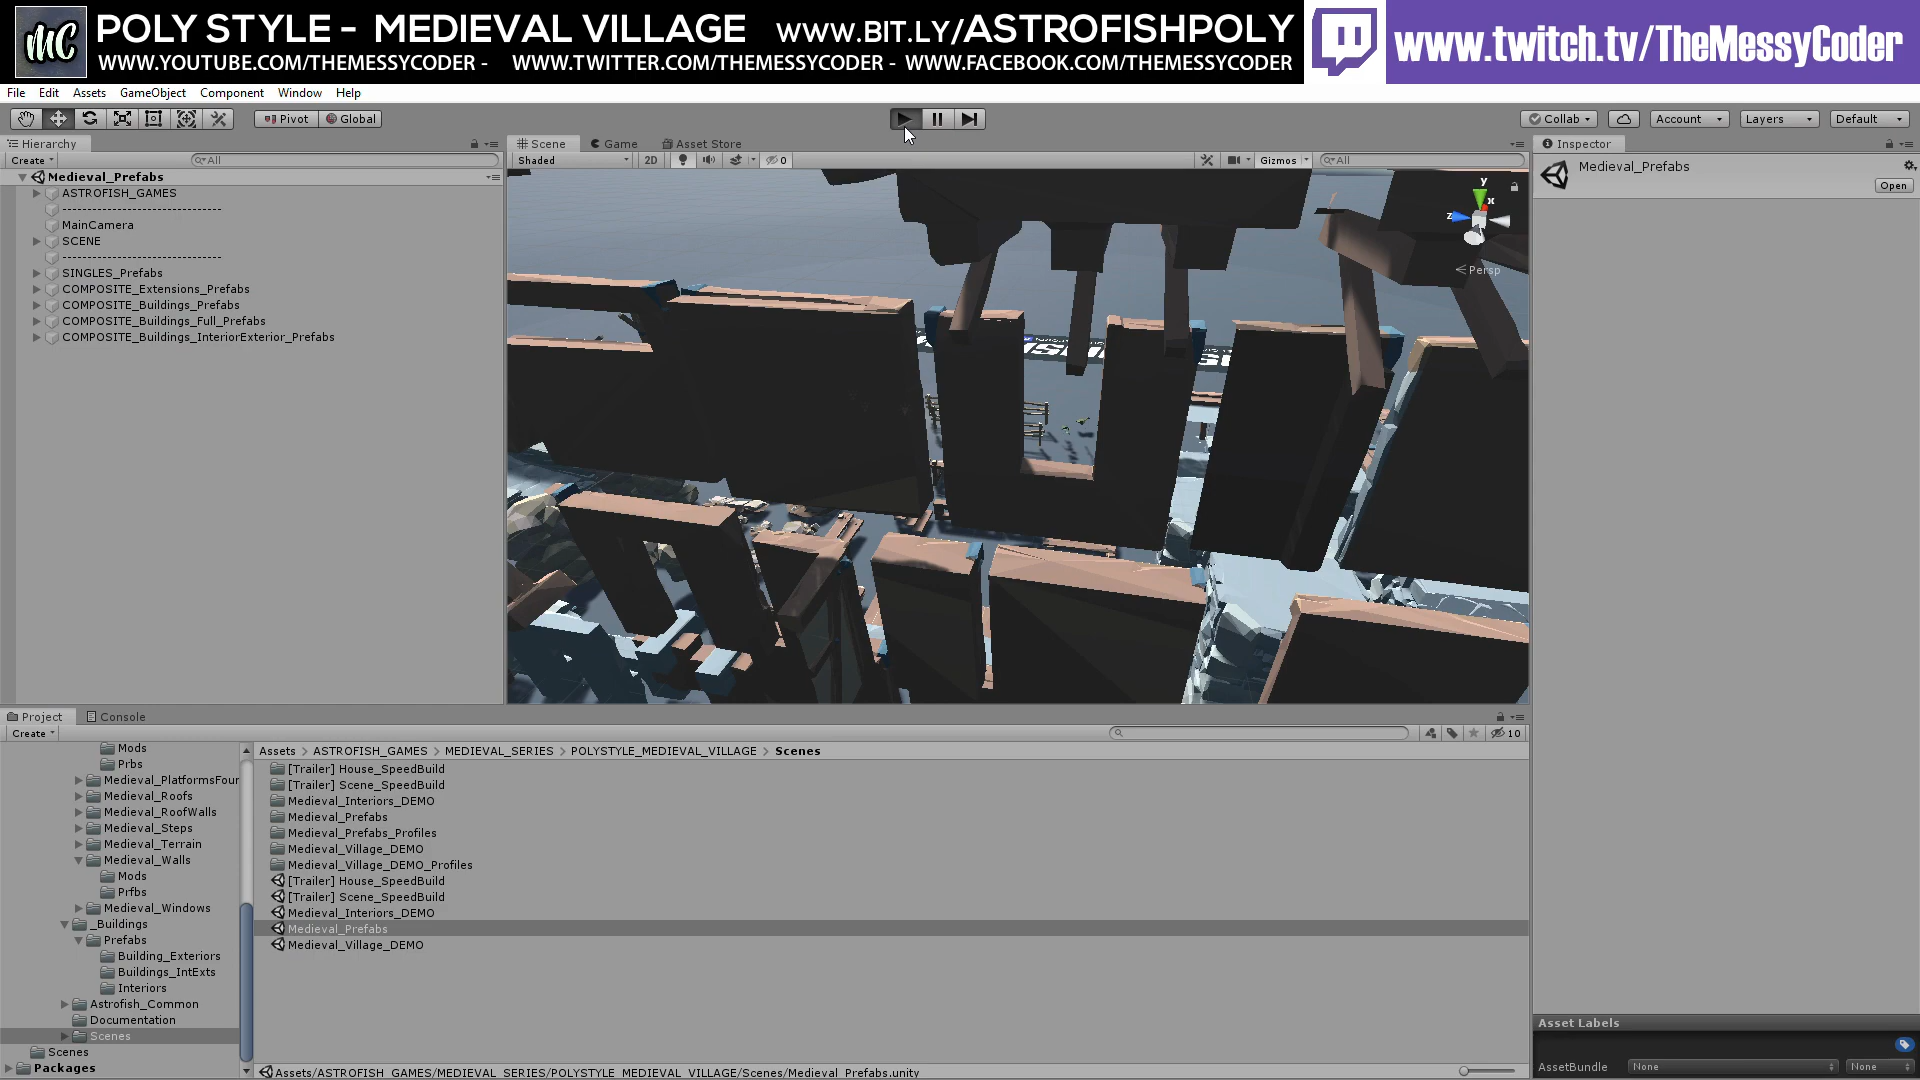 MC POLY STYLE - MEDIEVAL VILLAGE WWW.BIT.LY/ASTROFISHPOLY
WWW.YOUTUBE.COM/THEMESSYCODER - WWW.TWITTER.COM/THEMESSYCODER - WWW.FACEBOOK.COM/THEMESSYCODER
www.twitch.tv/TheMessyCoder
File Edit Assets GameObject Component Window Help
Pivot Global Collab Account Layers Default
Hierarchy
Create All
Medieval_Prefabs
ASTROFISH_GAMES
--------------------------------
MainCamera
SCENE
--------------------------------
SINGLES_Prefabs
COMPOSITE_Extensions_Prefabs
COMPOSITE_Buildings_Prefabs
COMPOSITE_Buildings_Full_Prefabs
COMPOSITE_Buildings_InteriorExterior_Prefabs
Scene Game Asset Store
Shaded 2D 0 Gizmos All
y
x
z
Persp
Inspector
Medieval_Prefabs
Open
Project Console
Create 10
Mods
Prbs
Medieval_PlatformsFour
Medieval_Roofs
Medieval_RoofWalls
Medieval_Steps
Medieval_Terrain
Medieval_Walls
Mods
Prfbs
Medieval_Windows
_Buildings
Prefabs
Building_Exteriors
Buildings_IntExts
Interiors
Astrofish_Common
Documentation
Scenes
Scenes
Packages
Assets > ASTROFISH_GAMES > MEDIEVAL_SERIES > POLYSTYLE_MEDIEVAL_VILLAGE > Scenes
[Trailer] House_SpeedBuild
[Trailer] Scene_SpeedBuild
Medieval_Interiors_DEMO
Medieval_Prefabs
Medieval_Prefabs_Profiles
Medieval_Village_DEMO
Medieval_Village_DEMO_Profiles
[Trailer] House_SpeedBuild
[Trailer] Scene_SpeedBuild
Medieval_Interiors_DEMO
Medieval_Prefabs
Medieval_Village_DEMO
Assets/ASTROFISH_GAMES/MEDIEVAL_SERIES/POLYSTYLE_MEDIEVAL_VILLAGE/Scenes/Medieval_Prefabs.unity
Asset Labels
AssetBundle None None